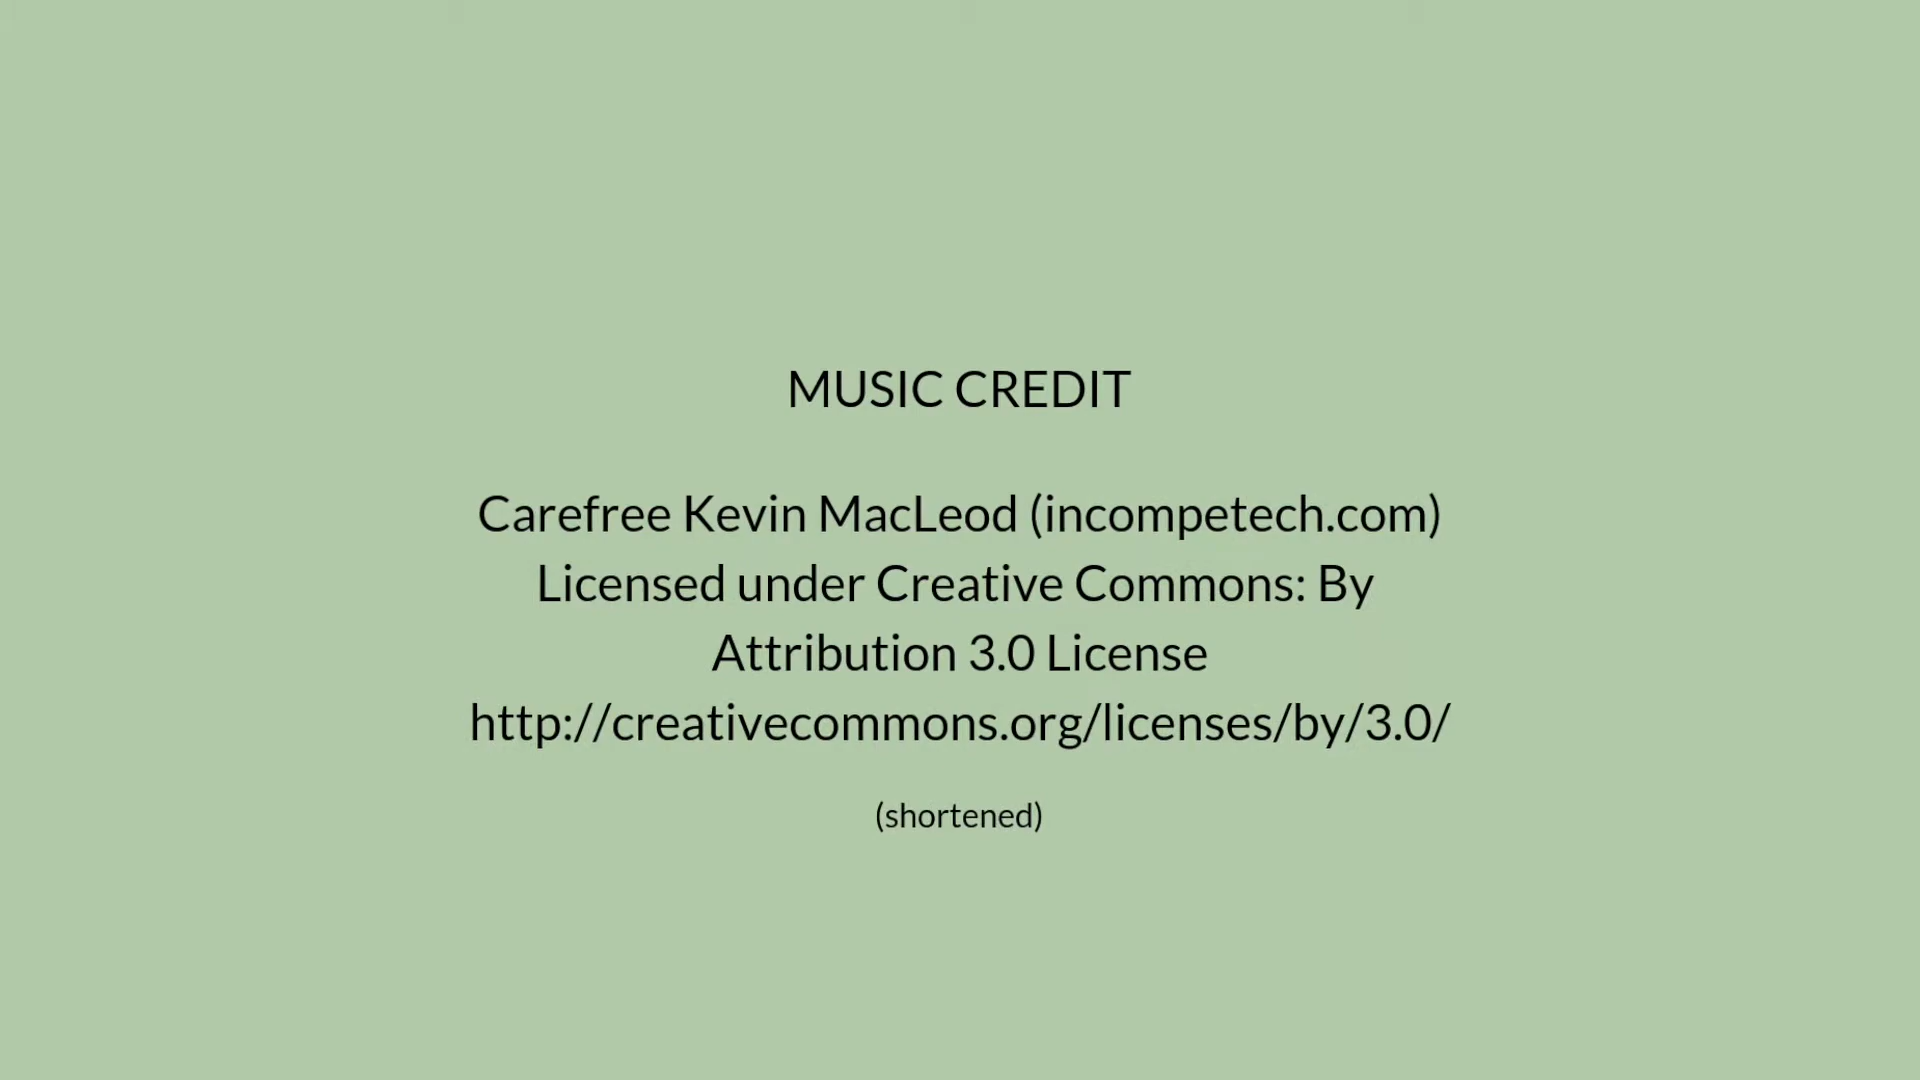 MUSIC CREDIT
Carefree Kevin MacLeod (incompetech.com)
Licensed under Creative Commons: By
Attribution 3.0 License
http://creativecommons.org/licenses/by/3.0/
(shortened)